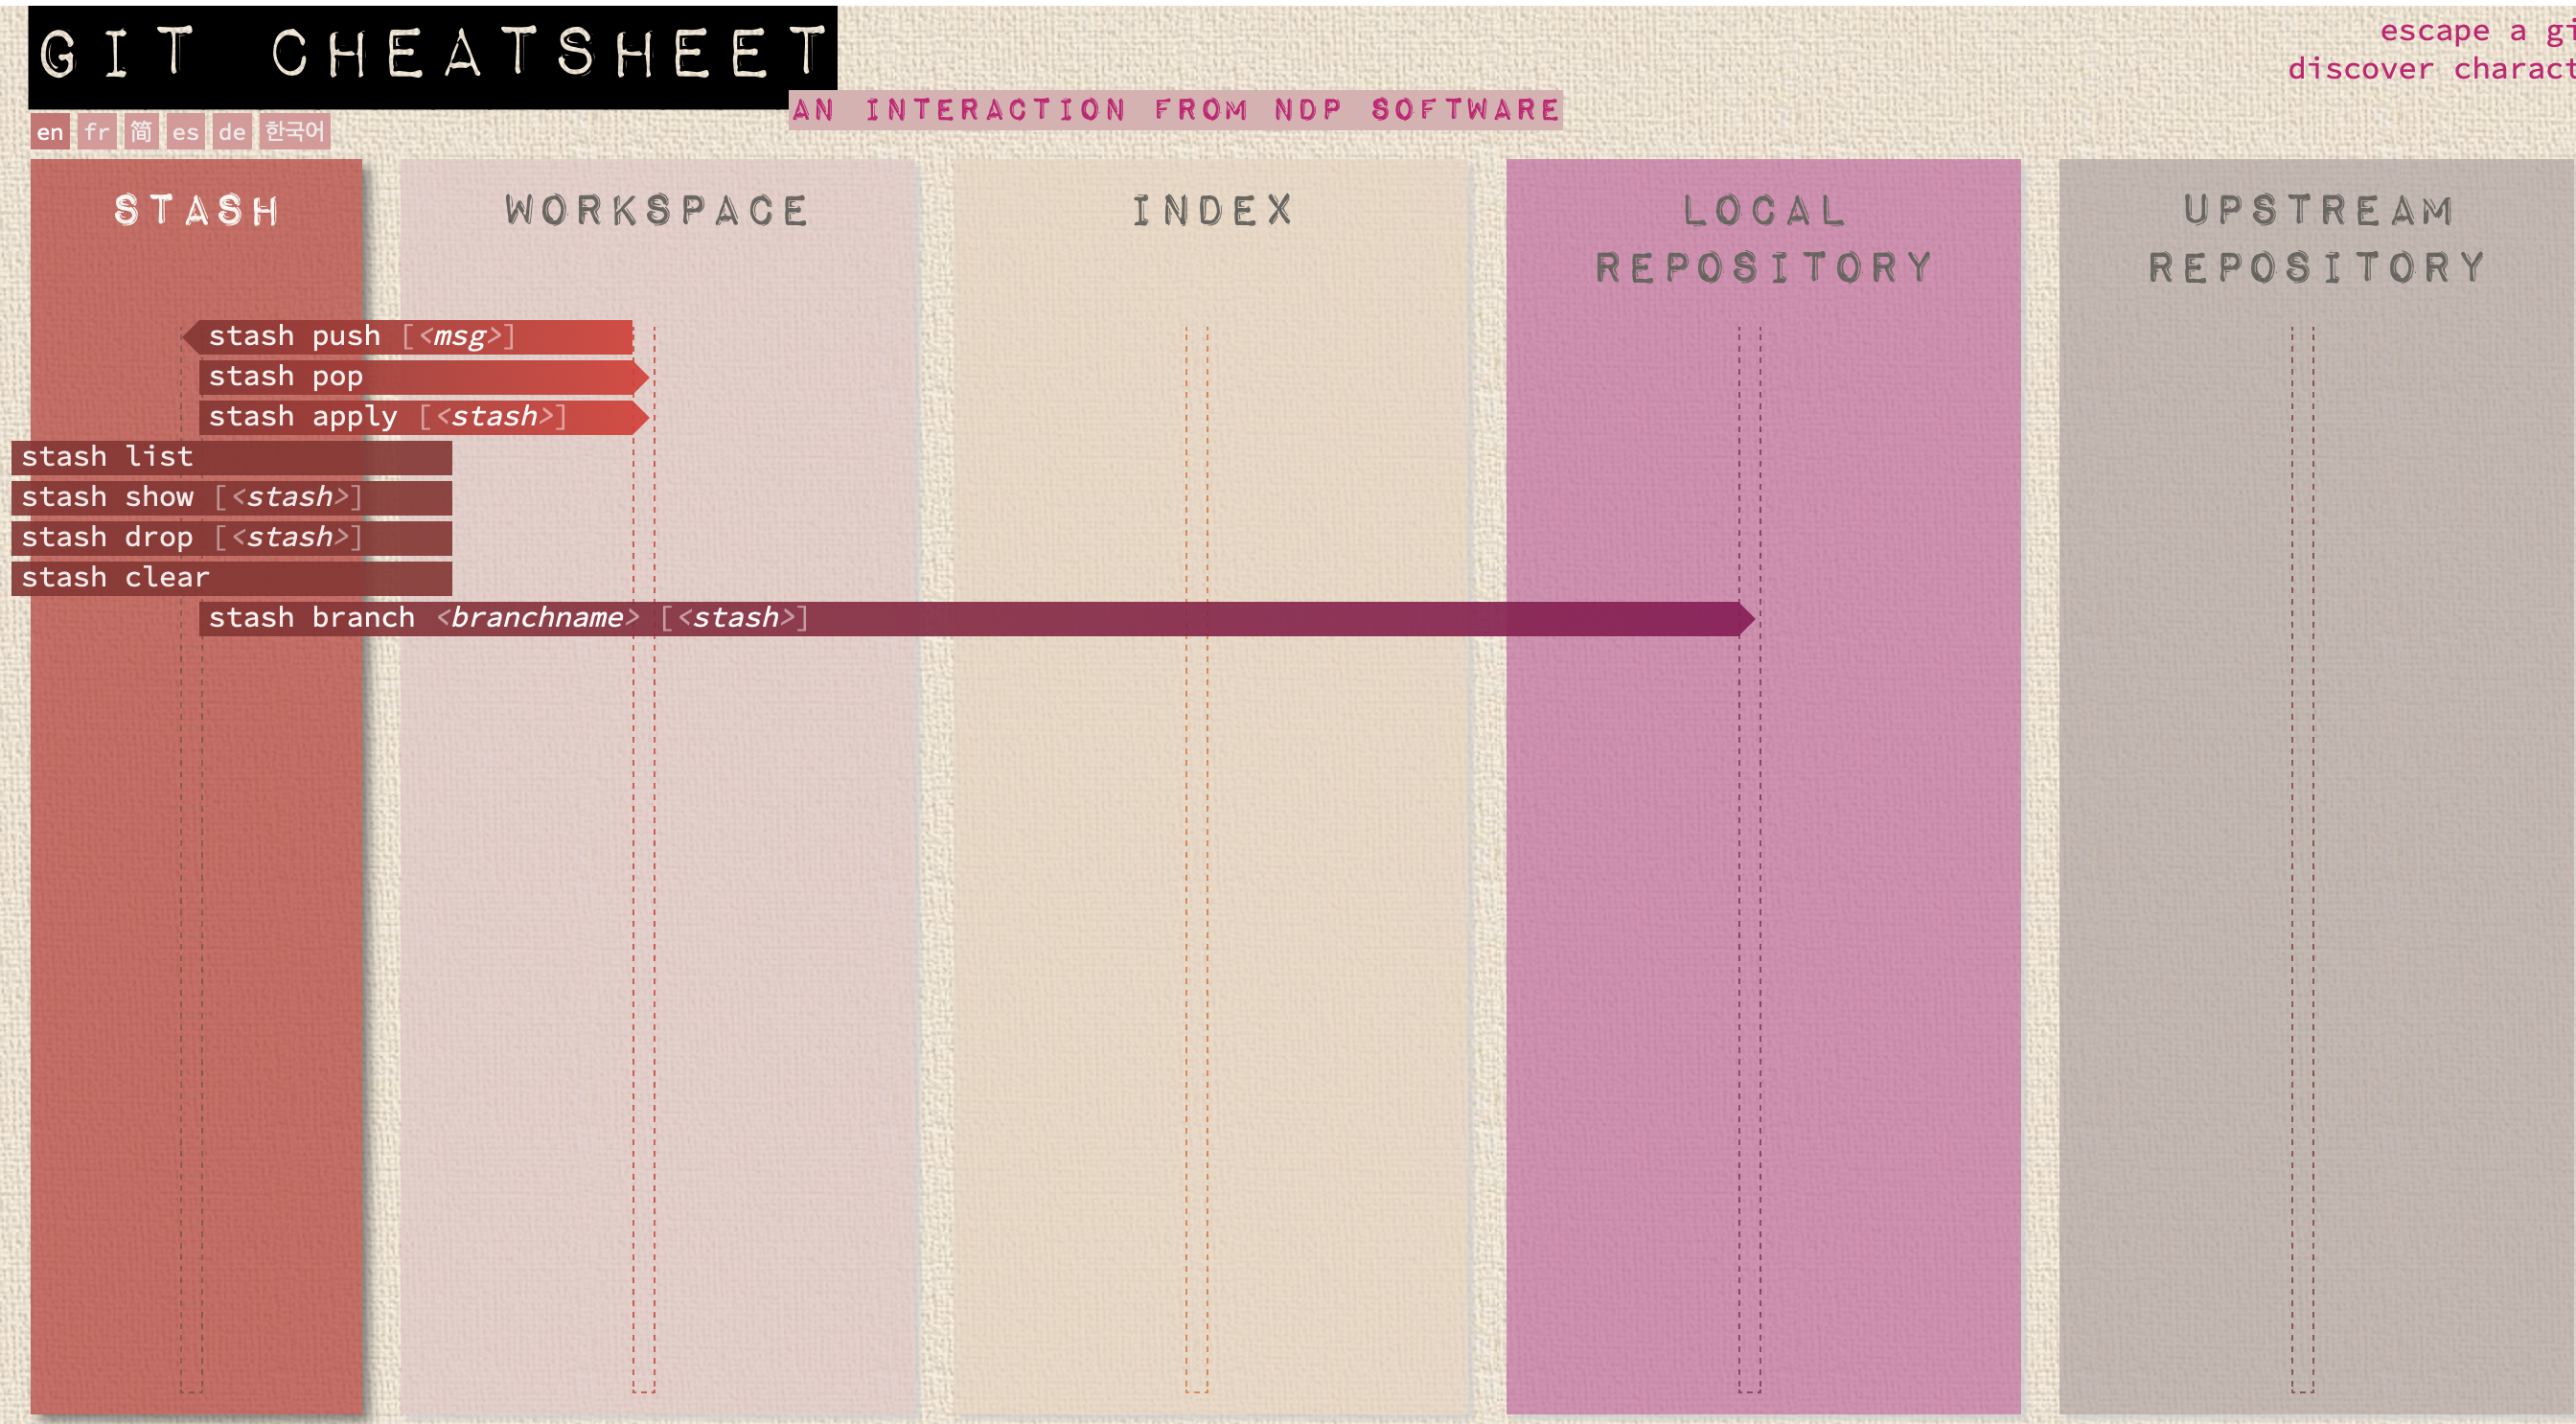 GIT CHEATSHEET
escape a gi
discover charact
AN INTERACTION FROM NDP SOFTWARE
en fr 简 es de 한국어
STASH
WORKSPACE
INDEX
LOCAL
REPOSITORY
UPSTREAM
REPOSITORY
stash push [<msg>]
stash pop
stash apply [<stash>]
stash list
stash show [<stash>]
stash drop [<stash>]
stash clear
stash branch <branchname> [<stash>]